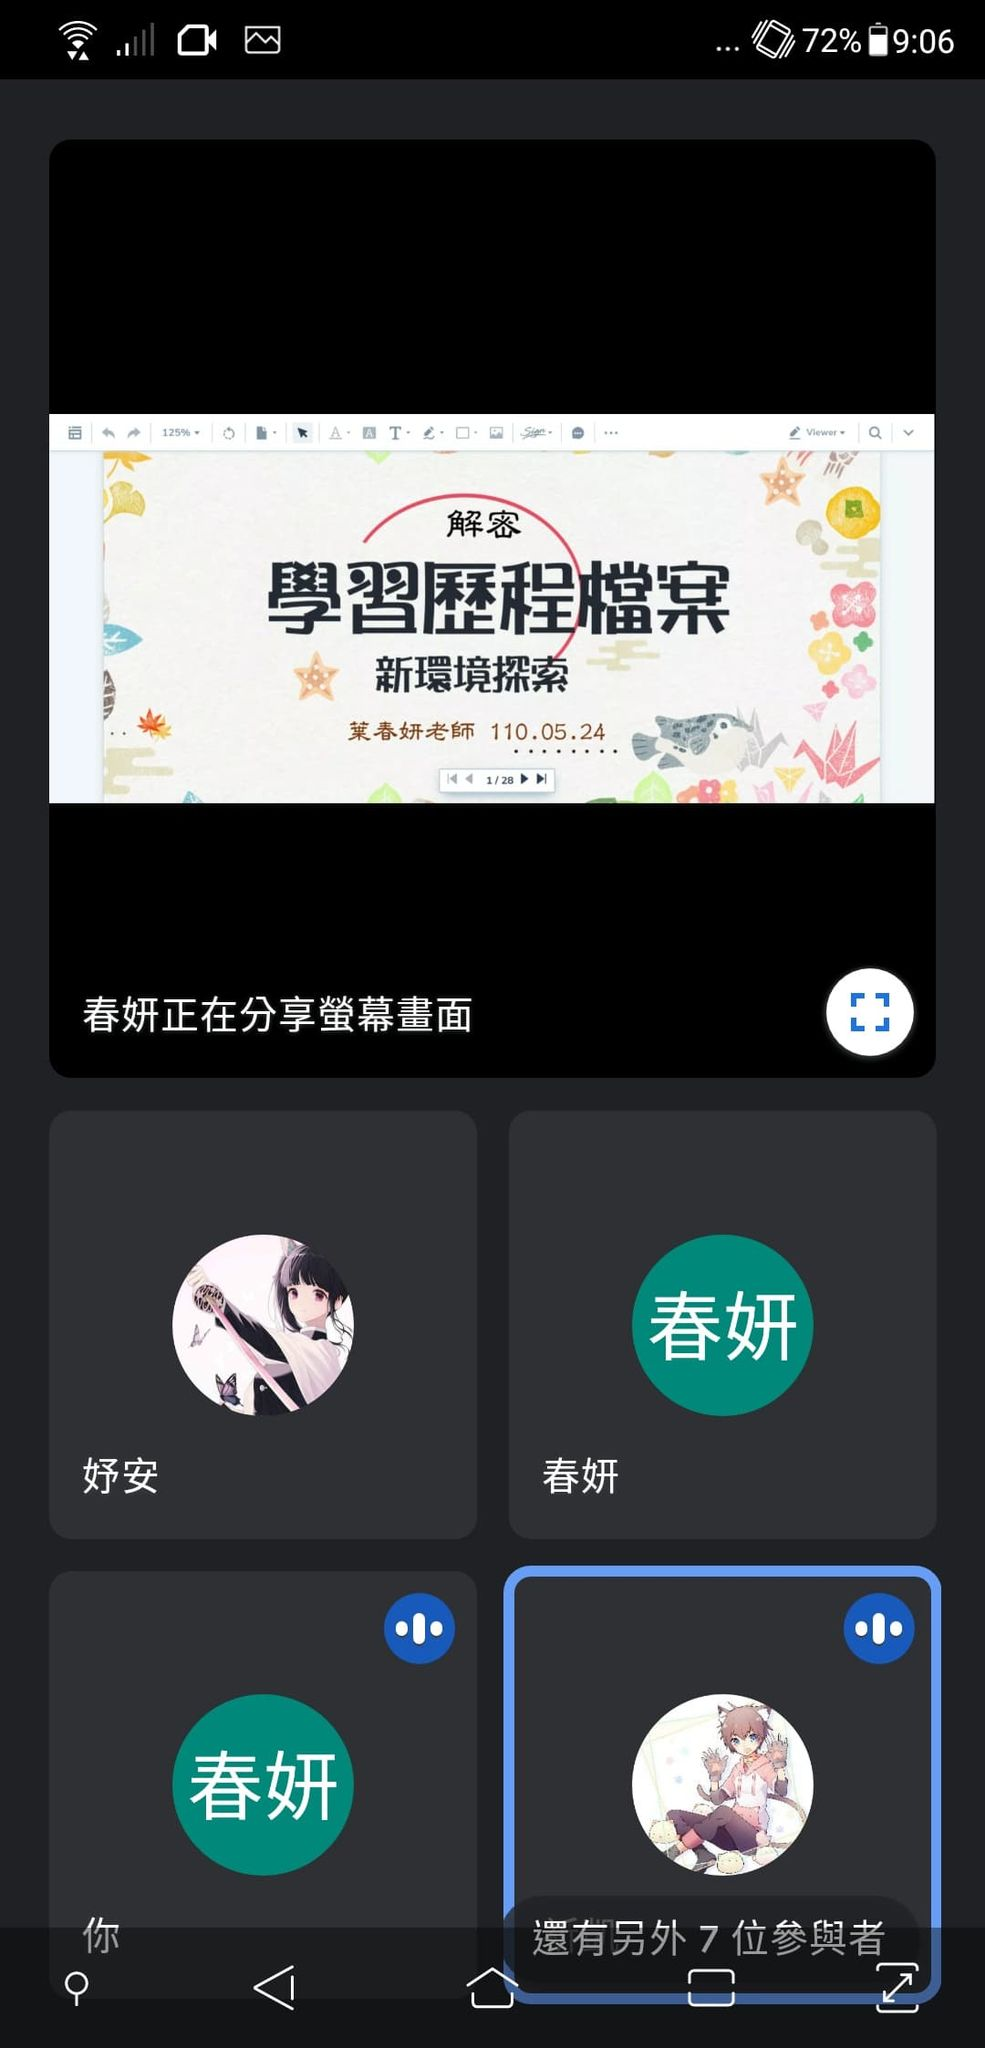 72% 9:06
125% T Sign Viewer
解密
學習歷程檔案
新環境探索
葉春妍老師 110.05.24
1 / 28
春妍正在分享螢幕畫面
春妍
妤安
春妍
春妍
你
還有另外 7 位參與者